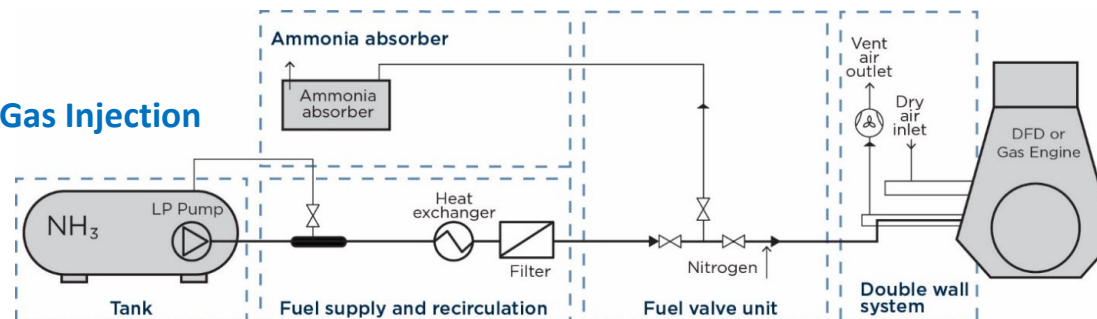 Gas Injection
Ammonia absorber
Ammonia
absorber
Vent
air
outlet
Dry
air
inlet
DFD or
Gas Engine
NH₃
LP Pump
Heat
exchanger
Filter
Nitrogen
Tank
Fuel supply and recirculation
Fuel valve unit
Double wall
system